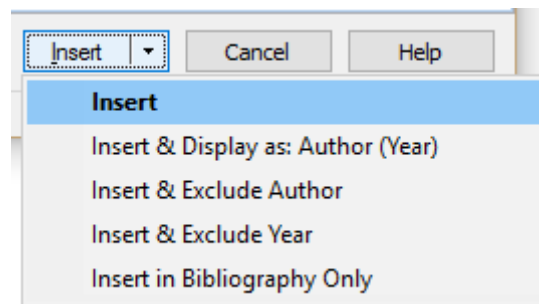 Insert Cancel Help
Insert
Insert & Display as: Author (Year)
Insert & Exclude Author
Insert & Exclude Year
Insert in Bibliography Only